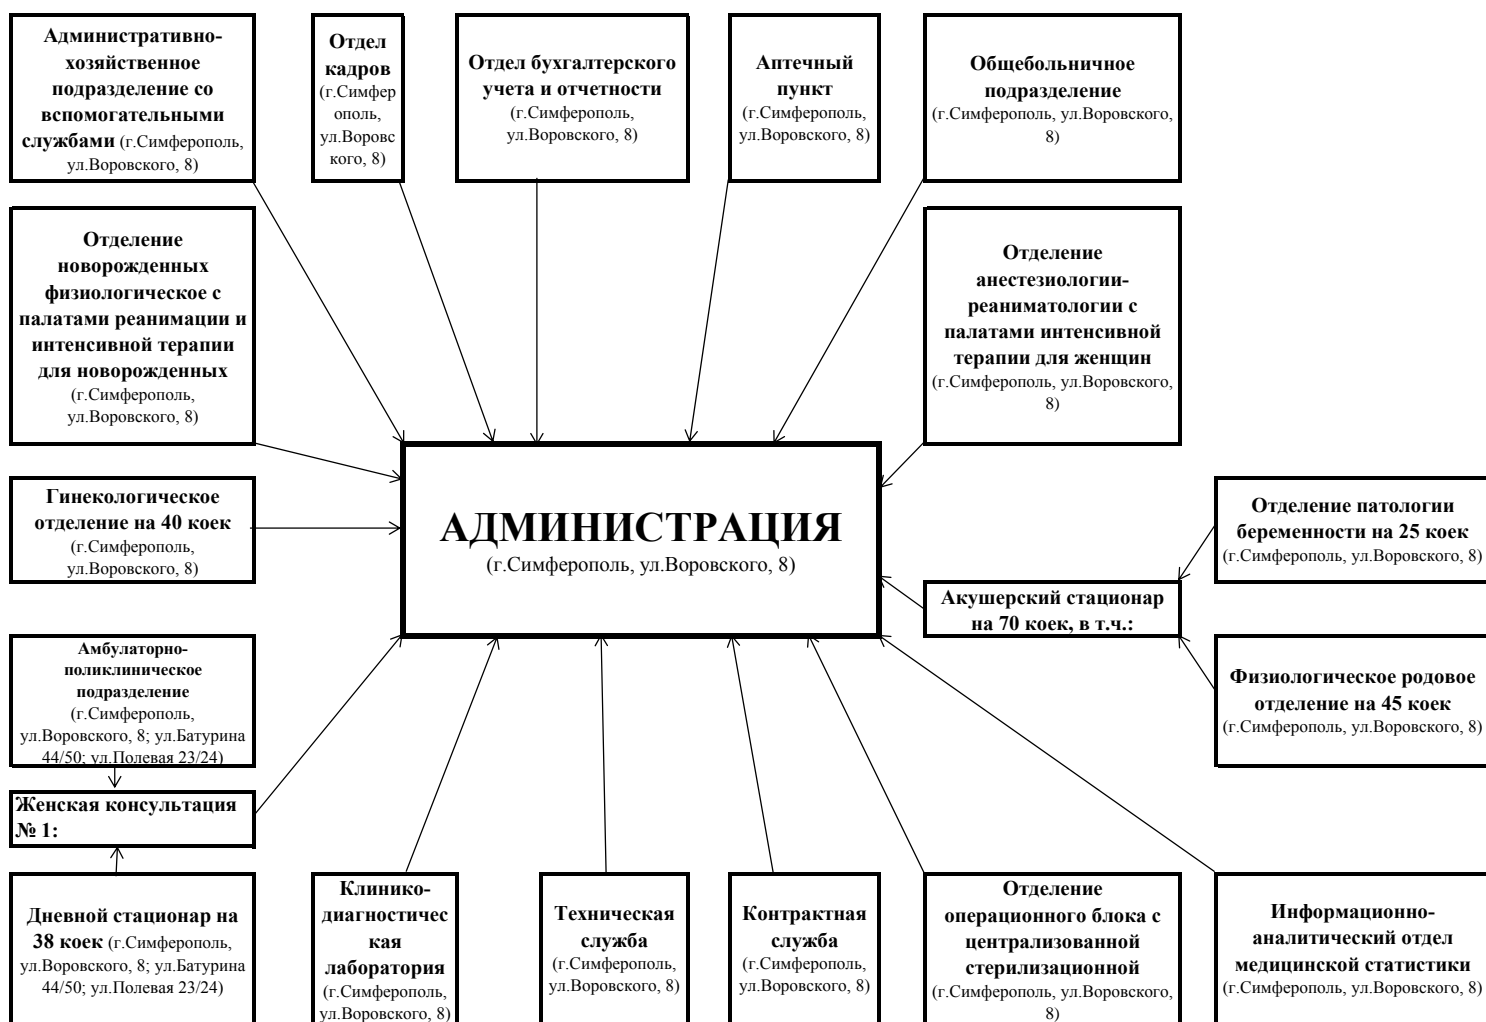 Административно-
хозяйственное
подразделение со
вспомогательными
службами (г.Симферополь,
ул.Воровского, 8)
Отдел
кадров
(г.Симфер
ополь,
ул.Воровс
кого, 8)
Отдел бухгалтерского
учета и отчетности
(г.Симферополь,
ул.Воровского, 8)
Аптечный
пункт
(г.Симферополь,
ул.Воровского, 8)
Общебольничное
подразделение
(г.Симферополь, ул.Воровского,
8)
Отделение
новорожденных
физиологическое с
палатами реанимации и
интенсивной терапии
для новорожденных
(г.Симферополь,
ул.Воровского, 8)
Отделение
анестезиологии-
реаниматологии с
палатами интенсивной
терапии для женщин
(г.Симферополь, ул.Воровского,
8)
Гинекологическое
отделение на 40 коек
(г.Симферополь,
ул.Воровского, 8)
АДМИНИСТРАЦИЯ
(г.Симферополь, ул.Воровского, 8)
Отделение патологии
беременности на 25 коек
(г.Симферополь, ул.Воровского, 8)
Акушерский стационар
на 70 коек, в т.ч.:
Физиологическое родовое
отделение на 45 коек
(г.Симферополь, ул.Воровского, 8)
Амбулаторно-
поликлиническое
подразделение
(г.Симферополь,
ул.Воровского, 8; ул.Батурина
44/50; ул.Полевая 23/24)
Женская консультация
№ 1:
Дневной стационар на
38 коек (г.Симферополь,
ул.Воровского, 8; ул.Батурина
44/50; ул.Полевая 23/24)
Клинико-
диагностичес
кая
лаборатория
(г.Симферополь,
ул.Воровского, 8)
Техническая
служба
(г.Симферополь,
ул.Воровского, 8)
Контрактная
служба
(г.Симферополь,
ул.Воровского, 8)
Отделение
операционного блока с
централизованной
стерилизационной
(г.Симферополь, ул.Воровского,
8)
Информационно-
аналитический отдел
медицинской статистики
(г.Симферополь, ул.Воровского, 8)